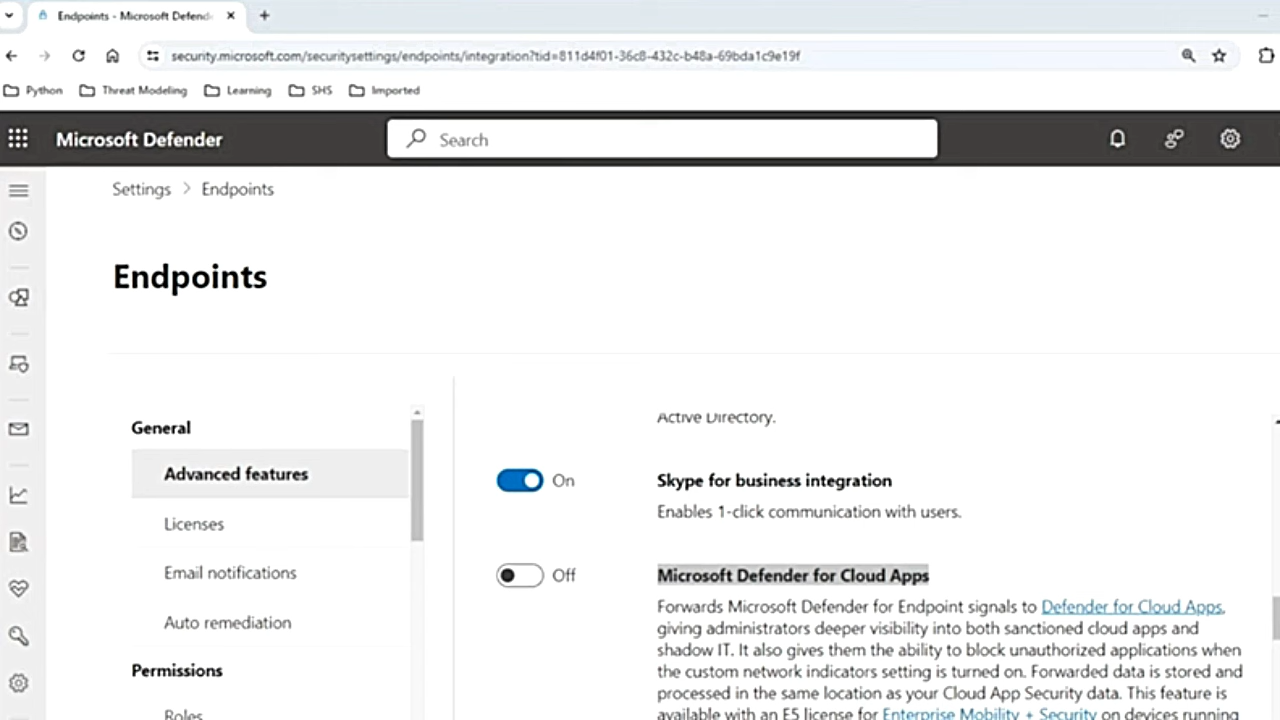 Endpoints - Microsoft Defend
security.microsoft.com/securitysettings/endpoints/integration?tid=811d4f01-36c8-432c-b48a-69bda1c9e19f
Python Threat Modeling Learning SHS Imported
Microsoft Defender
Search
Settings > Endpoints
Endpoints
General
Advanced features
Licenses
Email notifications
Auto remediation
Permissions
Roles
Active Directory.
On
Skype for business integration
Enables 1-click communication with users.
Off
Microsoft Defender for Cloud Apps
Forwards Microsoft Defender for Endpoint signals to Defender for Cloud Apps,
giving administrators deeper visibility into both sanctioned cloud apps and
shadow IT. It also gives them the ability to block unauthorized applications when
the custom network indicators setting is turned on. Forwarded data is stored and
processed in the same location as your Cloud App Security data. This feature is
available with an E5 license for Enterprise Mobility + Security on devices running